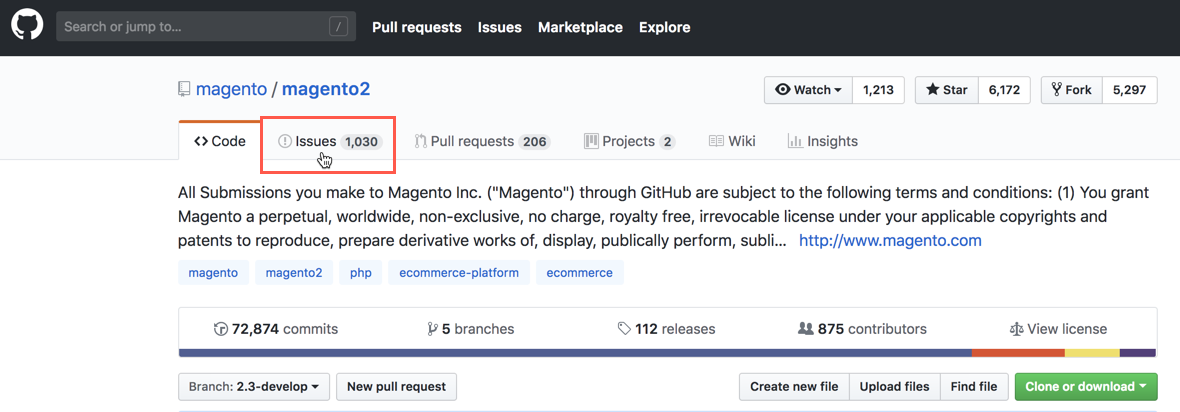 Search or jump to... / Pull requests Issues Marketplace Explore
magento / magento2 Watch 1,213 Star 6,172 Fork 5,297
Code Issues 1,030 Pull requests 206 Projects 2 Wiki Insights
All Submissions you make to Magento Inc. ("Magento") through GitHub are subject to the following terms and conditions: (1) You grant
Magento a perpetual, worldwide, non-exclusive, no charge, royalty free, irrevocable license under your applicable copyrights and
patents to reproduce, prepare derivative works of, display, publically perform, subli... http://www.magento.com
magento magento2 php ecommerce-platform ecommerce
72,874 commits 5 branches 112 releases 875 contributors View license
Branch: 2.3-develop New pull request Create new file Upload files Find file Clone or download